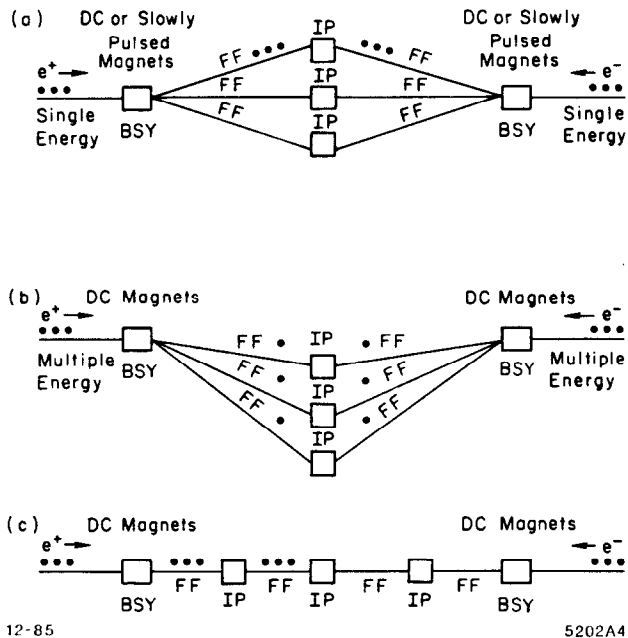 (a)
DC or Slowly
Pulsed
Magnets
DC or Slowly
Pulsed
Magnets
e⁺
e⁻
FF
FF
IP
IP
FF
FF
FF
FF
IP
Single
Energy
BSY
BSY
Single
Energy
(b)
e⁺
DC Magnets
DC Magnets
e⁻
Multiple
Energy
BSY
FF
FF
FF
IP
IP
IP
FF
FF
FF
BSY
Multiple
Energy
(c)
e⁺
DC Magnets
DC Magnets
e⁻
BSY
FF
IP
FF
IP
FF
IP
FF
BSY
12-85
5202A4